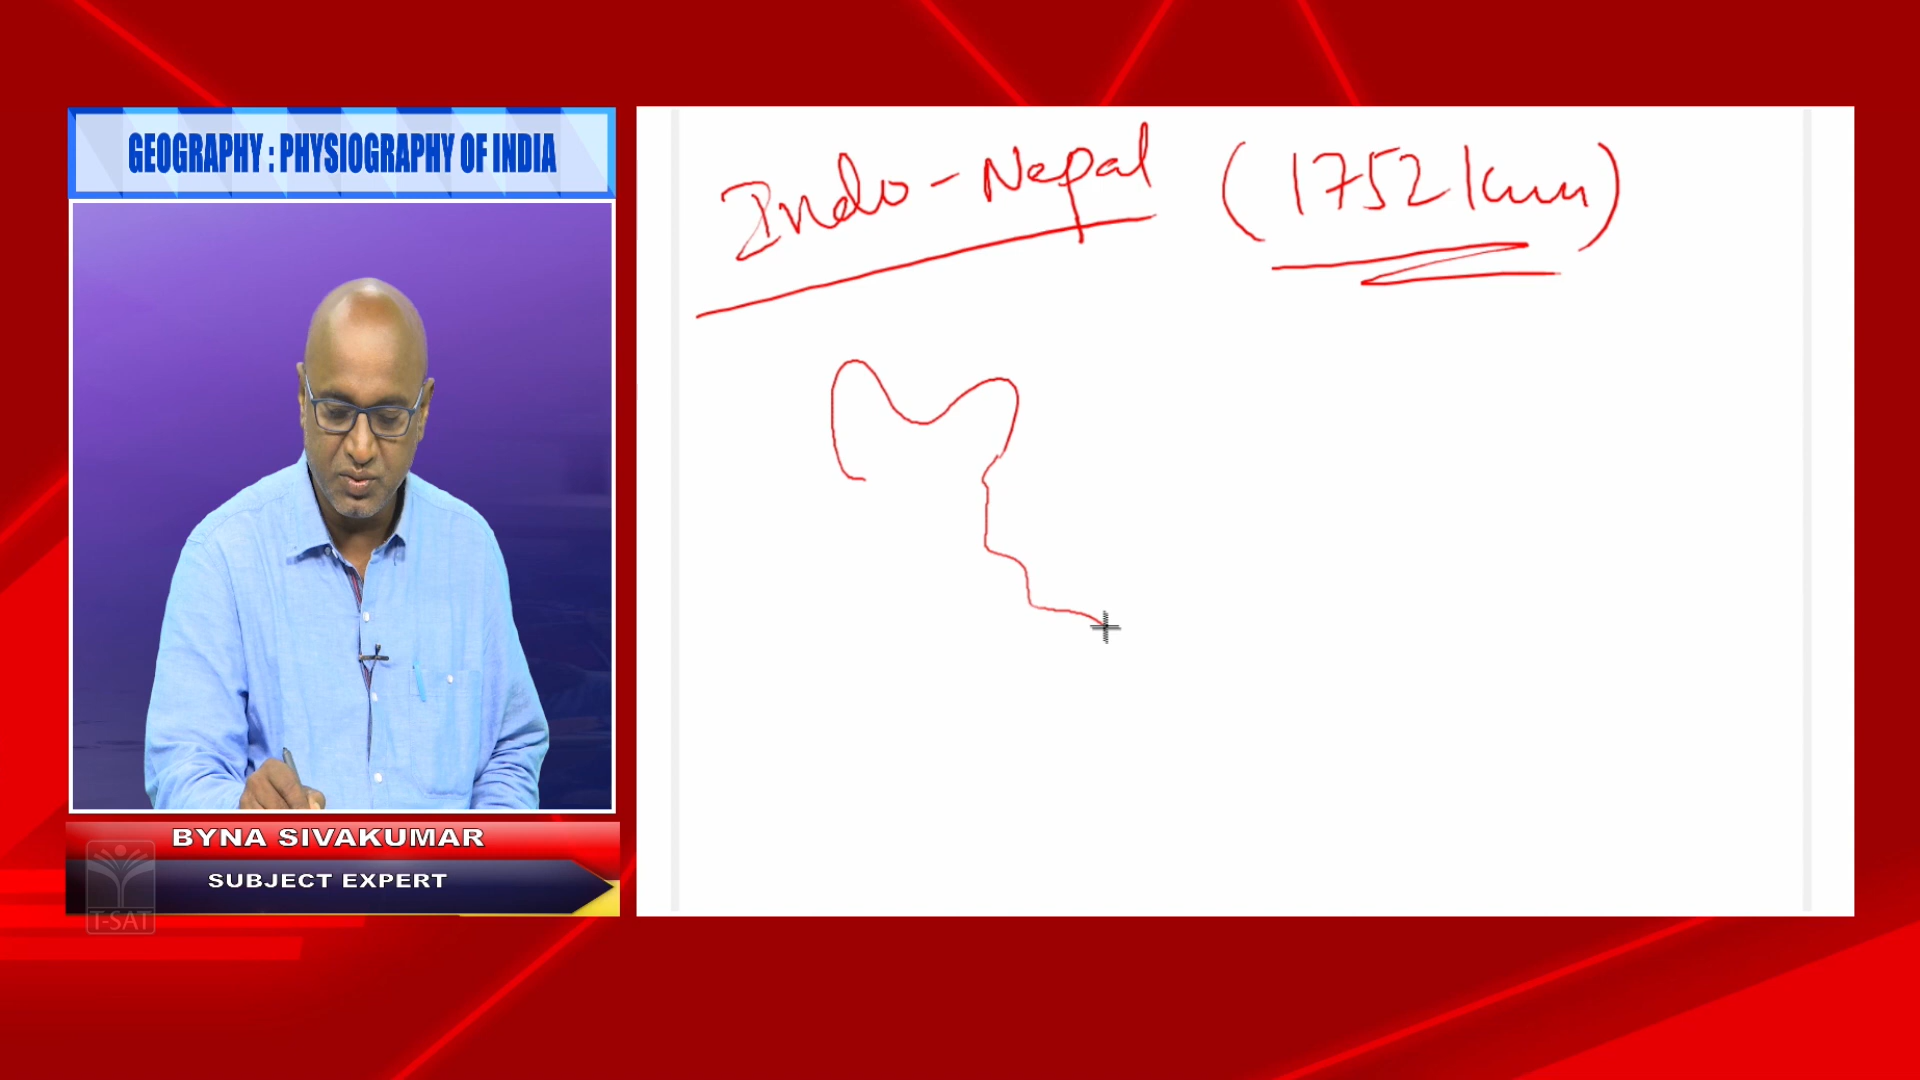 GEOGRAPHY : PHYSIOGRAPHY OF INDIA
Indo-Nepal (1752 km)
BYNA SIVAKUMAR
SUBJECT EXPERT
T-SAT